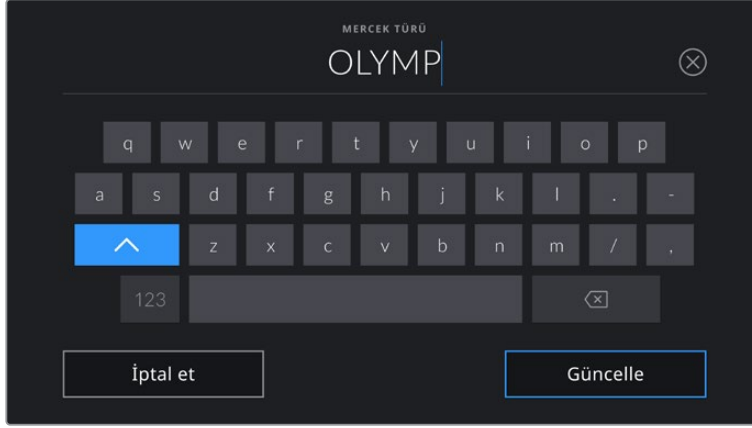 MERCEK TÜRÜ
OLYMP
q w e r t y u i o p
a s d f g h j k l . -
z x c v b n m / ,
123
İptal et Güncelle